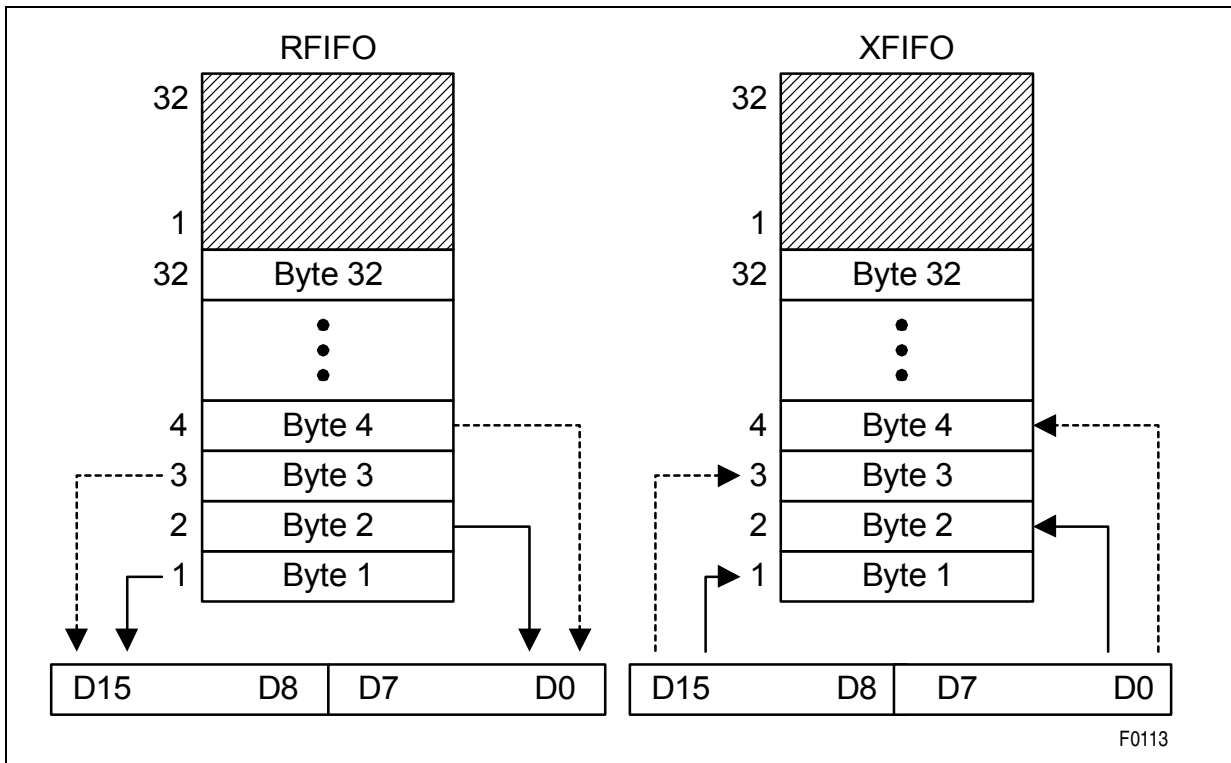 RFIFO XFIFO
32 32
1 1
32 Byte 32 32 Byte 32
4 Byte 4 4 Byte 4
3 Byte 3 3 Byte 3
2 Byte 2 2 Byte 2
1 Byte 1 1 Byte 1
D15 D8 D7 D0 D15 D8 D7 D0
F0113